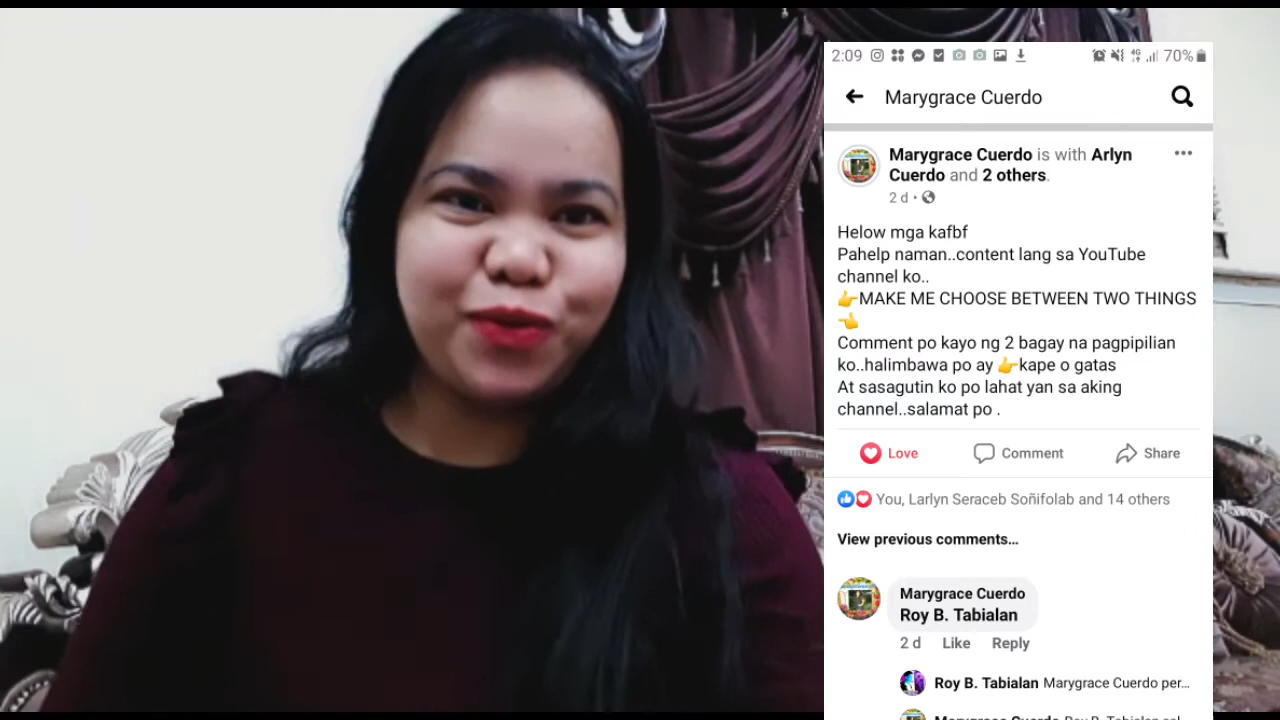 2:09
4G
70%
Marygrace Cuerdo
Marygrace Cuerdo is with Arlyn
Cuerdo and 2 others.
2 d
Helow mga kafbf
Pahelp naman..content lang sa YouTube
channel ko..
👉MAKE ME CHOOSE BETWEEN TWO THINGS
👈
Comment po kayo ng 2 bagay na pagpipilian
ko..halimbawa po ay 👉kape o gatas
At sasagutin ko po lahat yan sa aking
channel..salamat po .
Love
Comment
Share
You, Larlyn Seraceb Soñifolab and 14 others
View previous comments...
Marygrace Cuerdo
Roy B. Tabialan
2 d Like Reply
Roy B. Tabialan Marygrace Cuerdo per...